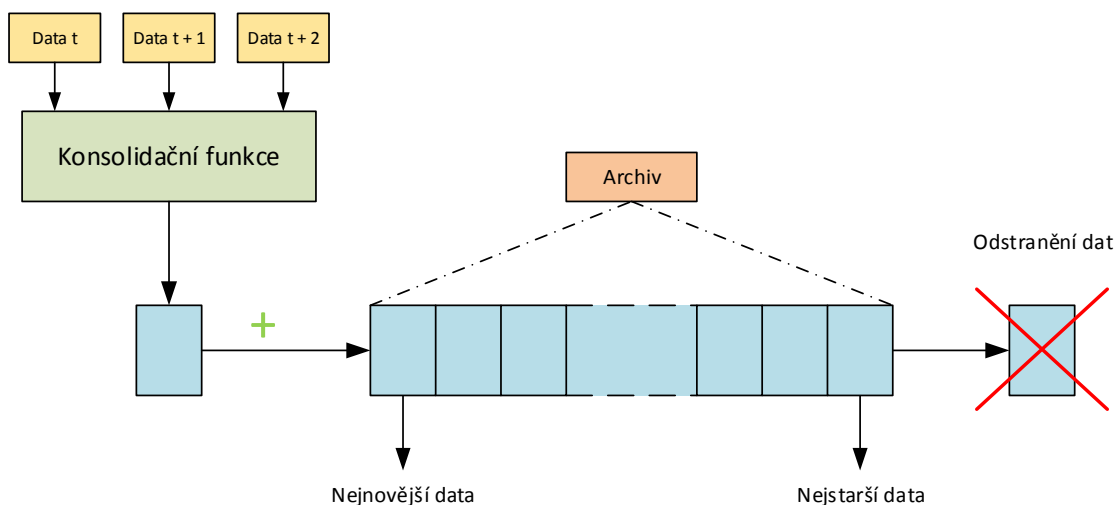 Data t
Data t + 1
Data t + 2
Konsolidační funkce
Archiv
Odstranění dat
+
Nejnovější data
Nejstarší data